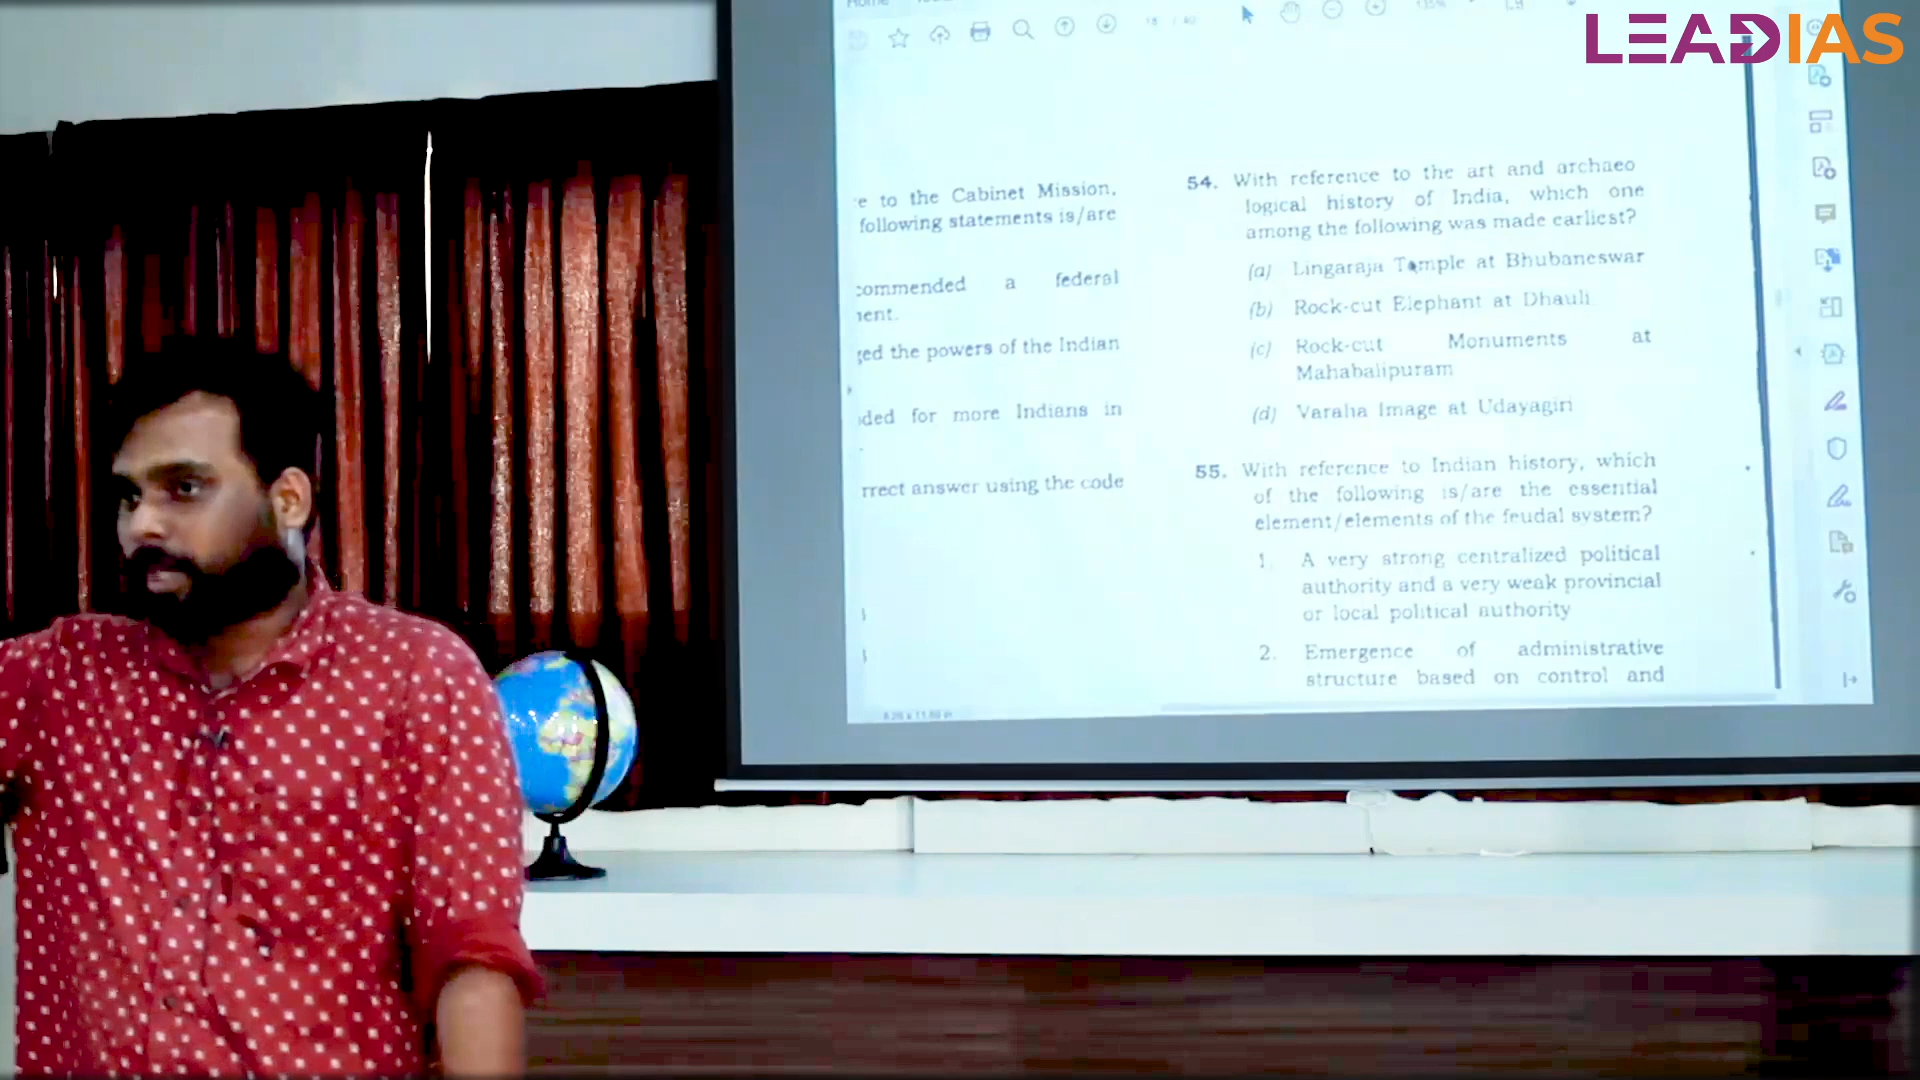 LEADIAS
Home
18 / 40
135%
to the Cabinet Mission,
following statements is/are
commended a federal
ged the powers of the Indian
ded for more Indians in
rrect answer using the code
54. With reference to the art and archaeo
logical history of India, which one
among the following was made earliest?
(a) Lingaraja Temple at Bhubaneswar
(b) Rock-cut Elephant at Dhauli
(c) Rock-cut Monuments at
Mahabalipuram
(d) Varaha Image at Udayagiri
55. With reference to Indian history, which
of the following is/are the essential
element/elements of the feudal system?
1. A very strong centralized political
authority and a very weak provincial
or local political authority
2. Emergence of administrative
structure based on control and